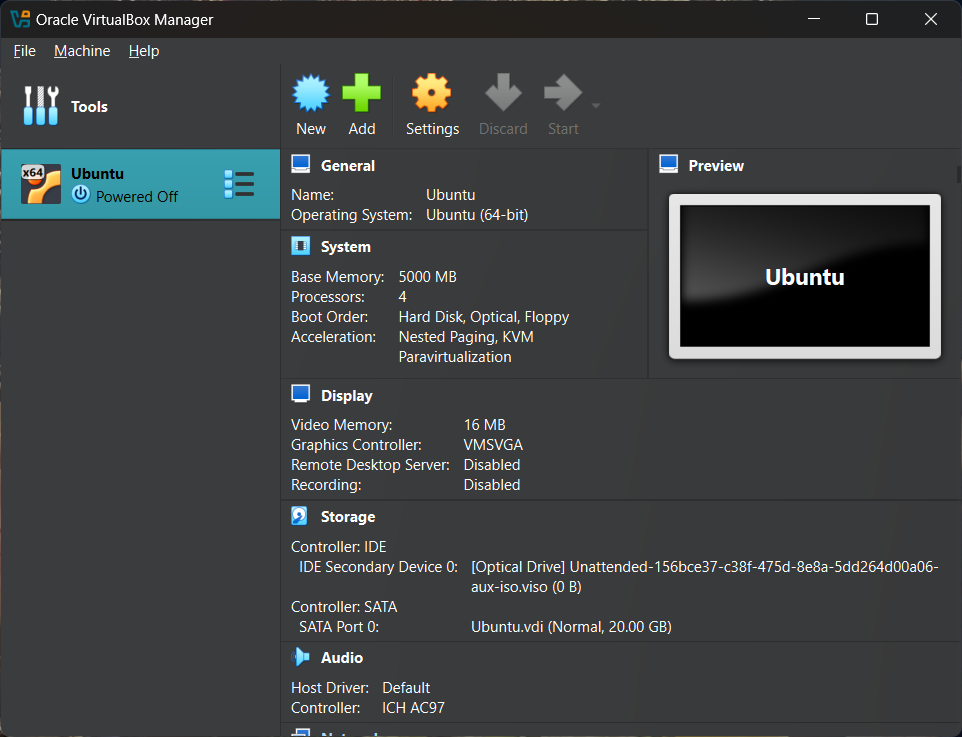 Oracle VirtualBox Manager
File Machine Help
Tools
New Add Settings Discard Start
x64
Ubuntu
Powered Off
General
Name: Ubuntu
Operating System: Ubuntu (64-bit)
Preview
Ubuntu
System
Base Memory: 5000 MB
Processors: 4
Boot Order: Hard Disk, Optical, Floppy
Acceleration: Nested Paging, KVM
Paravirtualization
Display
Video Memory: 16 MB
Graphics Controller: VMSVGA
Remote Desktop Server: Disabled
Recording: Disabled
Storage
Controller: IDE
IDE Secondary Device 0: [Optical Drive] Unattended-156bce37-c38f-475d-8e8a-5dd264d00a06-
aux-iso.viso (0 B)
Controller: SATA
SATA Port 0: Ubuntu.vdi (Normal, 20.00 GB)
Audio
Host Driver: Default
Controller: ICH AC97